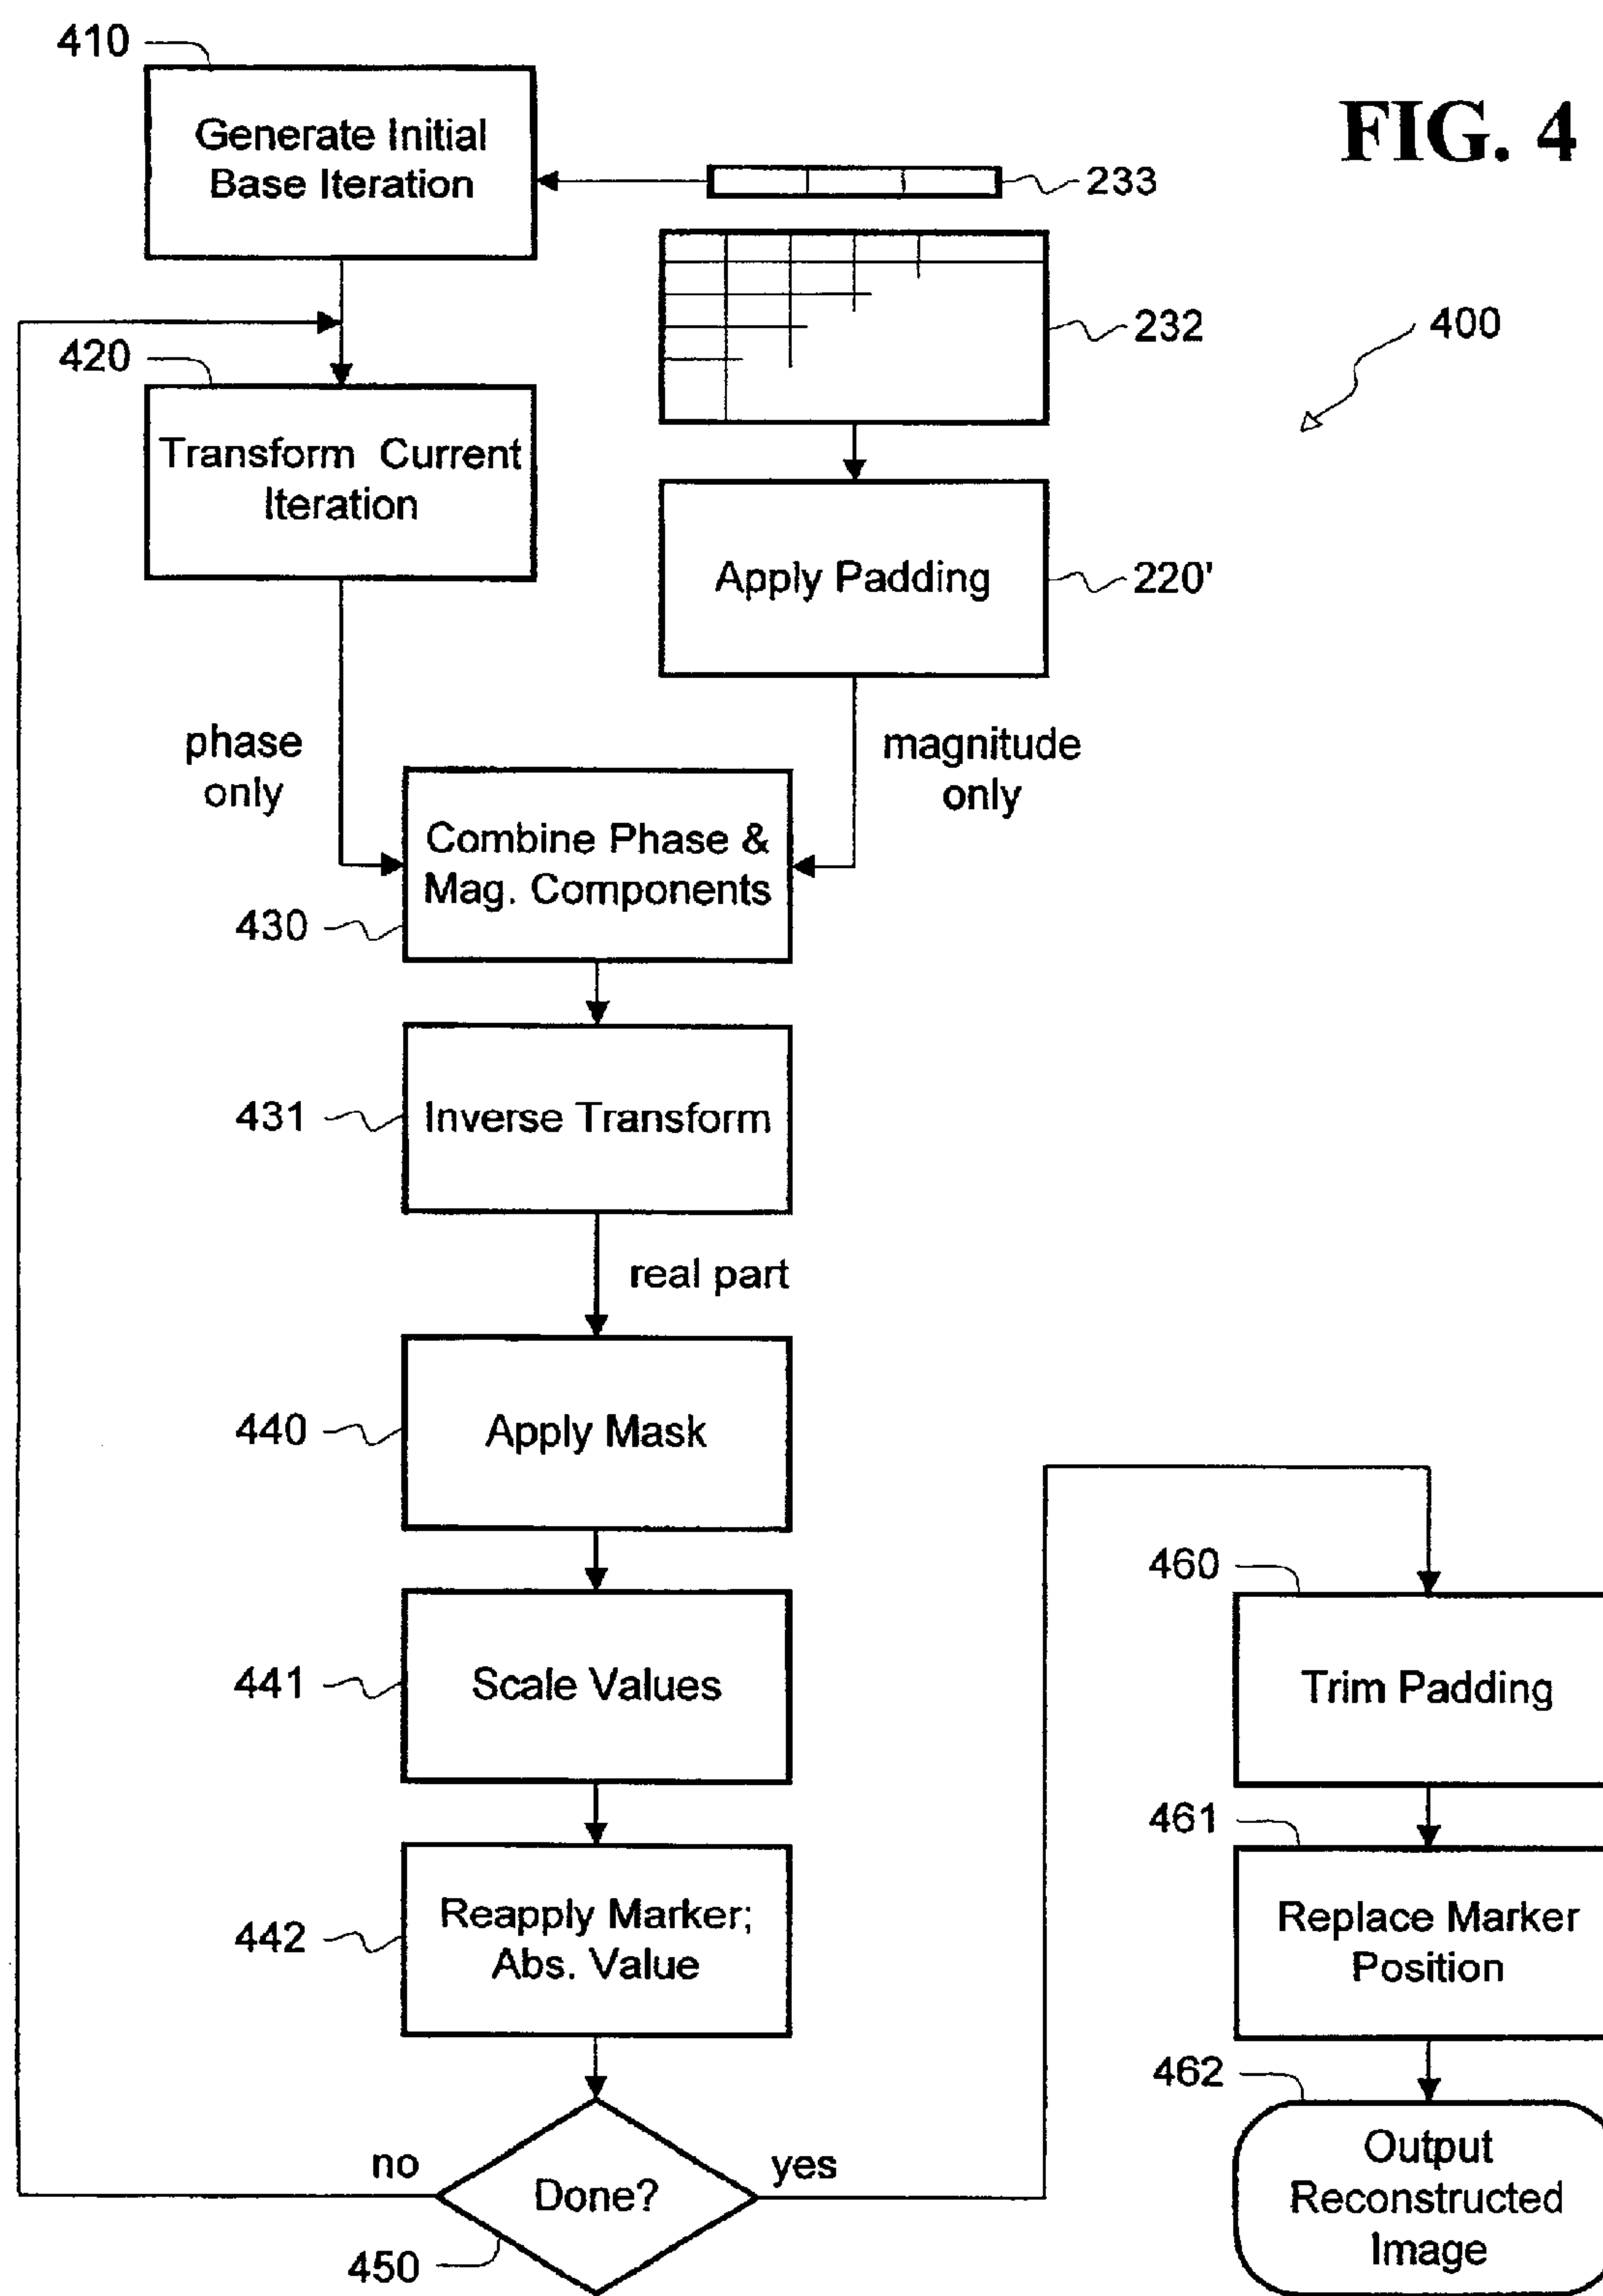 410
FIG. 4
Generate Initial
Base Iteration
233
232
400
420
Transform Current
Iteration
Apply Padding
220'
phase
only
magnitude
only
Combine Phase &
Mag. Components
430
431
Inverse Transform
real part
440
Apply Mask
441
Scale Values
442
Reapply Marker;
Abs. Value
no
Done?
yes
450
460
Trim Padding
461
Replace Marker
Position
462
Output
Reconstructed
Image